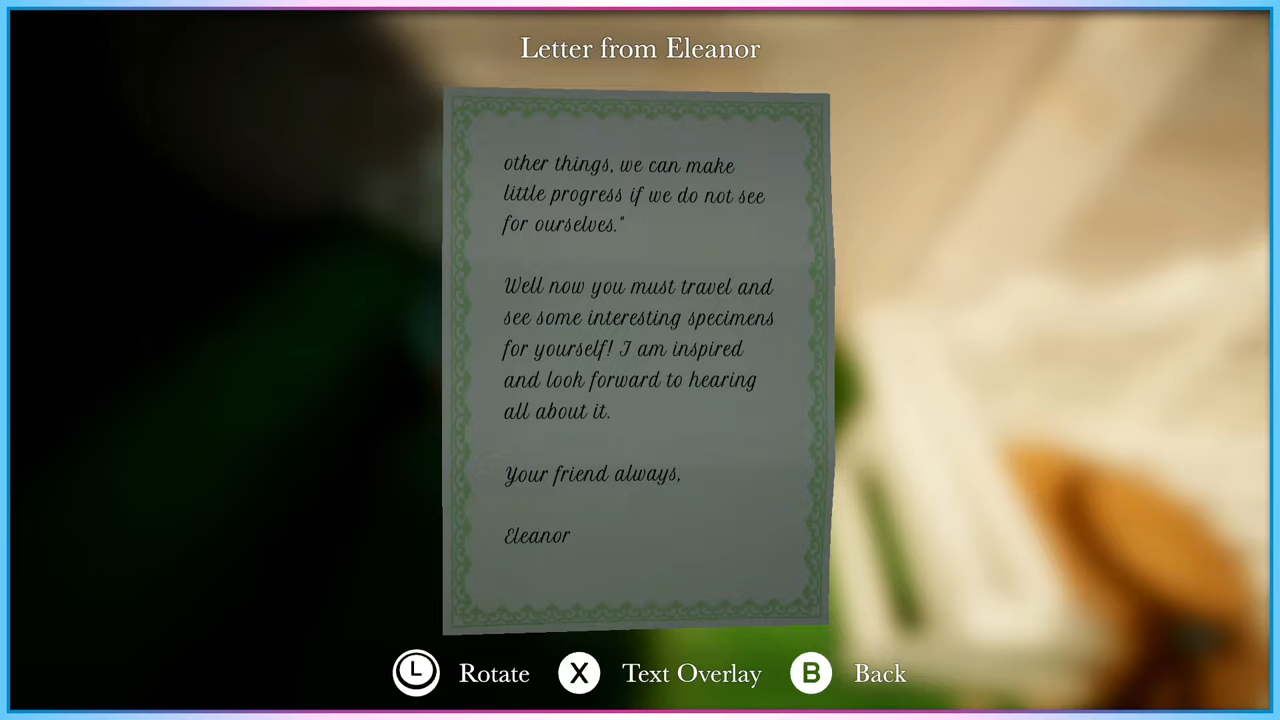 Letter from Eleanor
other things, we can make
little progress if we do not see
for ourselves."
Well now you must travel and
see some interesting specimens
for yourself! I am inspired
and look forward to hearing
all about it.
Your friend always,
Eleanor
L Rotate X Text Overlay B Back